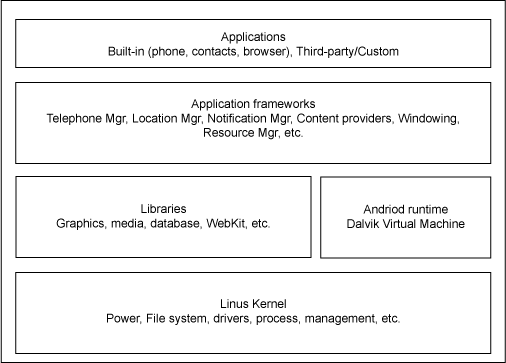 Applications
Built-in (phone, contacts, browser), Third-party/Custom
Application frameworks
Telephone Mgr, Location Mgr, Notification Mgr, Content providers, Windowing,
Resource Mgr, etc.
Libraries
Graphics, media, database, WebKit, etc.
Andriod runtime
Dalvik Virtual Machine
Linus Kernel
Power, File system, drivers, process, management, etc.